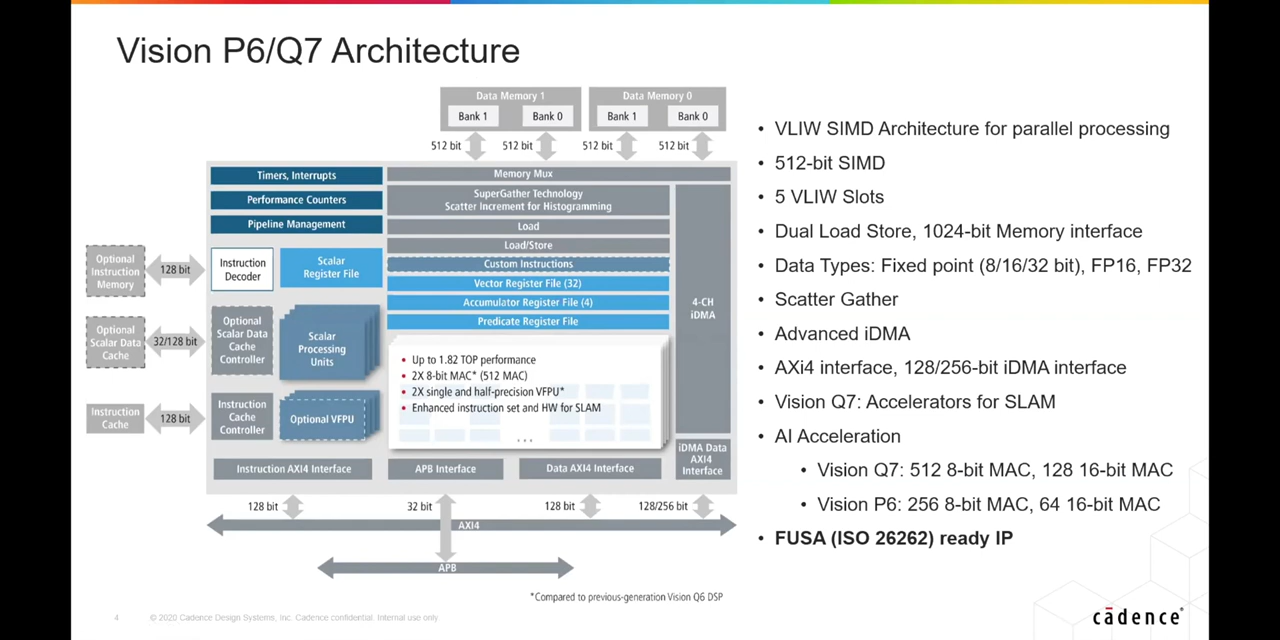 Vision P6/Q7 Architecture
Data Memory 1
Bank 1
Bank 0
Data Memory 0
Bank 1
Bank 0
512 bit
512 bit
512 bit
512 bit
Timers, Interrupts
Performance Counters
Pipeline Management
Memory Mux
SuperGather Technology
Scatter Increment for Histogramming
Load
Load/Store
Custom Instructions
Vector Register File (32)
Accumulator Register File (4)
Predicate Register File
4-CH
iDMA
Optional
Instruction
Memory
128 bit
Instruction
Decoder
Scalar
Register File
Optional
Scalar Data
Cache
32/128 bit
Optional
Scalar Data
Cache
Controller
Scalar
Processing
Units
Instruction
Cache
128 bit
Instruction
Cache
Controller
Optional VFPU
• Up to 1.82 TOP performance
• 2X 8-bit MAC* (512 MAC)
• 2X single and half-precision VFPU*
• Enhanced instruction set and HW for SLAM
...
Instruction AXI4 Interface
APB Interface
Data AXI4 Interface
iDMA Data
AXI4
Interface
128 bit
32 bit
128 bit
128/256 bit
AXI4
APB
*Compared to previous-generation Vision Q6 DSP
• VLIW SIMD Architecture for parallel processing
• 512-bit SIMD
• 5 VLIW Slots
• Dual Load Store, 1024-bit Memory interface
• Data Types: Fixed point (8/16/32 bit), FP16, FP32
• Scatter Gather
• Advanced iDMA
• AXi4 interface, 128/256-bit iDMA interface
• Vision Q7: Accelerators for SLAM
• AI Acceleration
• Vision Q7: 512 8-bit MAC, 128 16-bit MAC
• Vision P6: 256 8-bit MAC, 64 16-bit MAC
• FUSA (ISO 26262) ready IP
4
© 2020 Cadence Design Systems, Inc. Cadence confidential. Internal use only.
cādence®